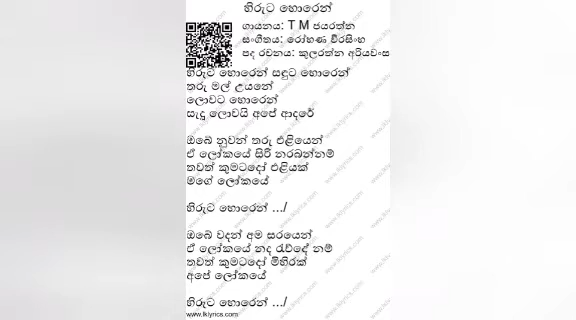 හිරුට හොරෙන්
ගායනය: T M ජයරත්න
සංගීතය: රෝහණ වීරසිංහ
පද රචනය: කුලරත්න අරියවංස
හිරුට හොරෙන් සඳුට හොරෙන්
තරු මල් උයනේ
ලොවට හොරෙන්
සැදූ ලොවයි අපේ ආදරේ
ඔබේ නුවන් තරු එළියෙන්
ඒ ලෝකයේ සිරි නරඹන්නම්
තවත් කුමටදෝ එළියක්
මගේ ලෝකයේ
හිරුට හොරෙන් .../
ඔබේ වදන් අම සරයෙන්
ඒ ලෝකයේ නද රැව්දේ නම්
තවත් කුමටදෝ මිහිරක්
අපේ ලෝකයේ
හිරුට හොරෙන් .../
www.lklyrics.com